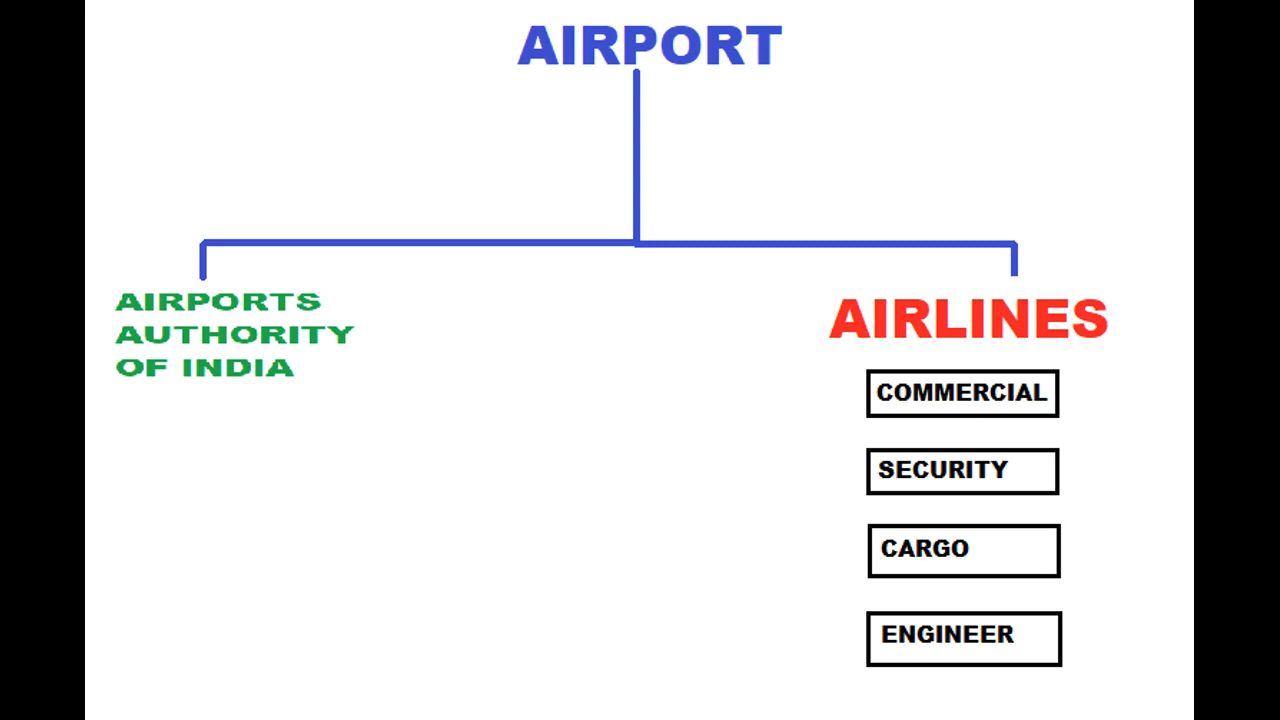 AIRPORT
AIRPORTS
AUTHORITY
OF INDIA
AIRLINES
COMMERCIAL
SECURITY
CARGO
ENGINEER